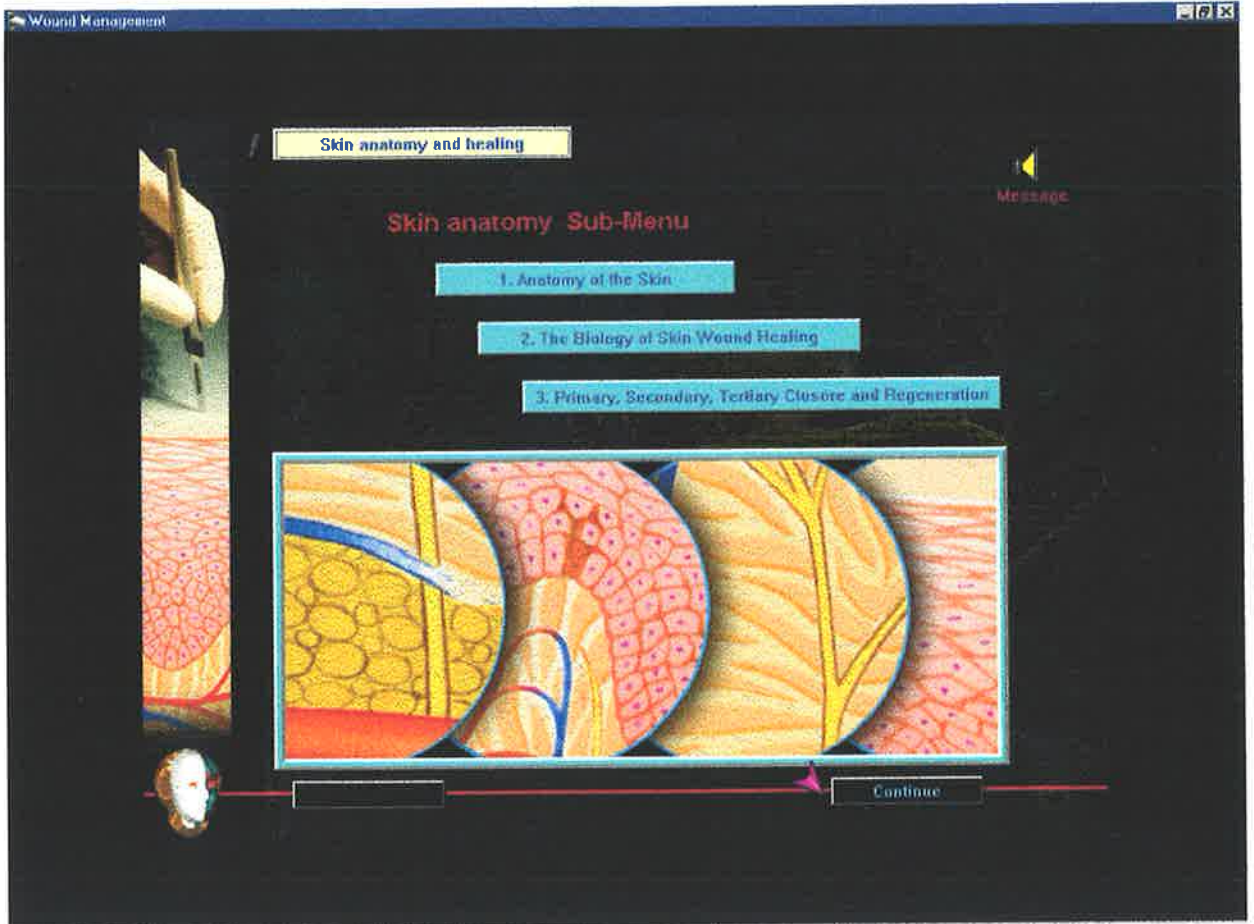 Wound Management
Skin anatomy and healing
Message
Skin anatomy Sub-Menu
1. Anatomy of the Skin
2. The Biology of Skin Wound Healing
3. Primary, Secondary, Tertiary Closure and Regeneration
Continue